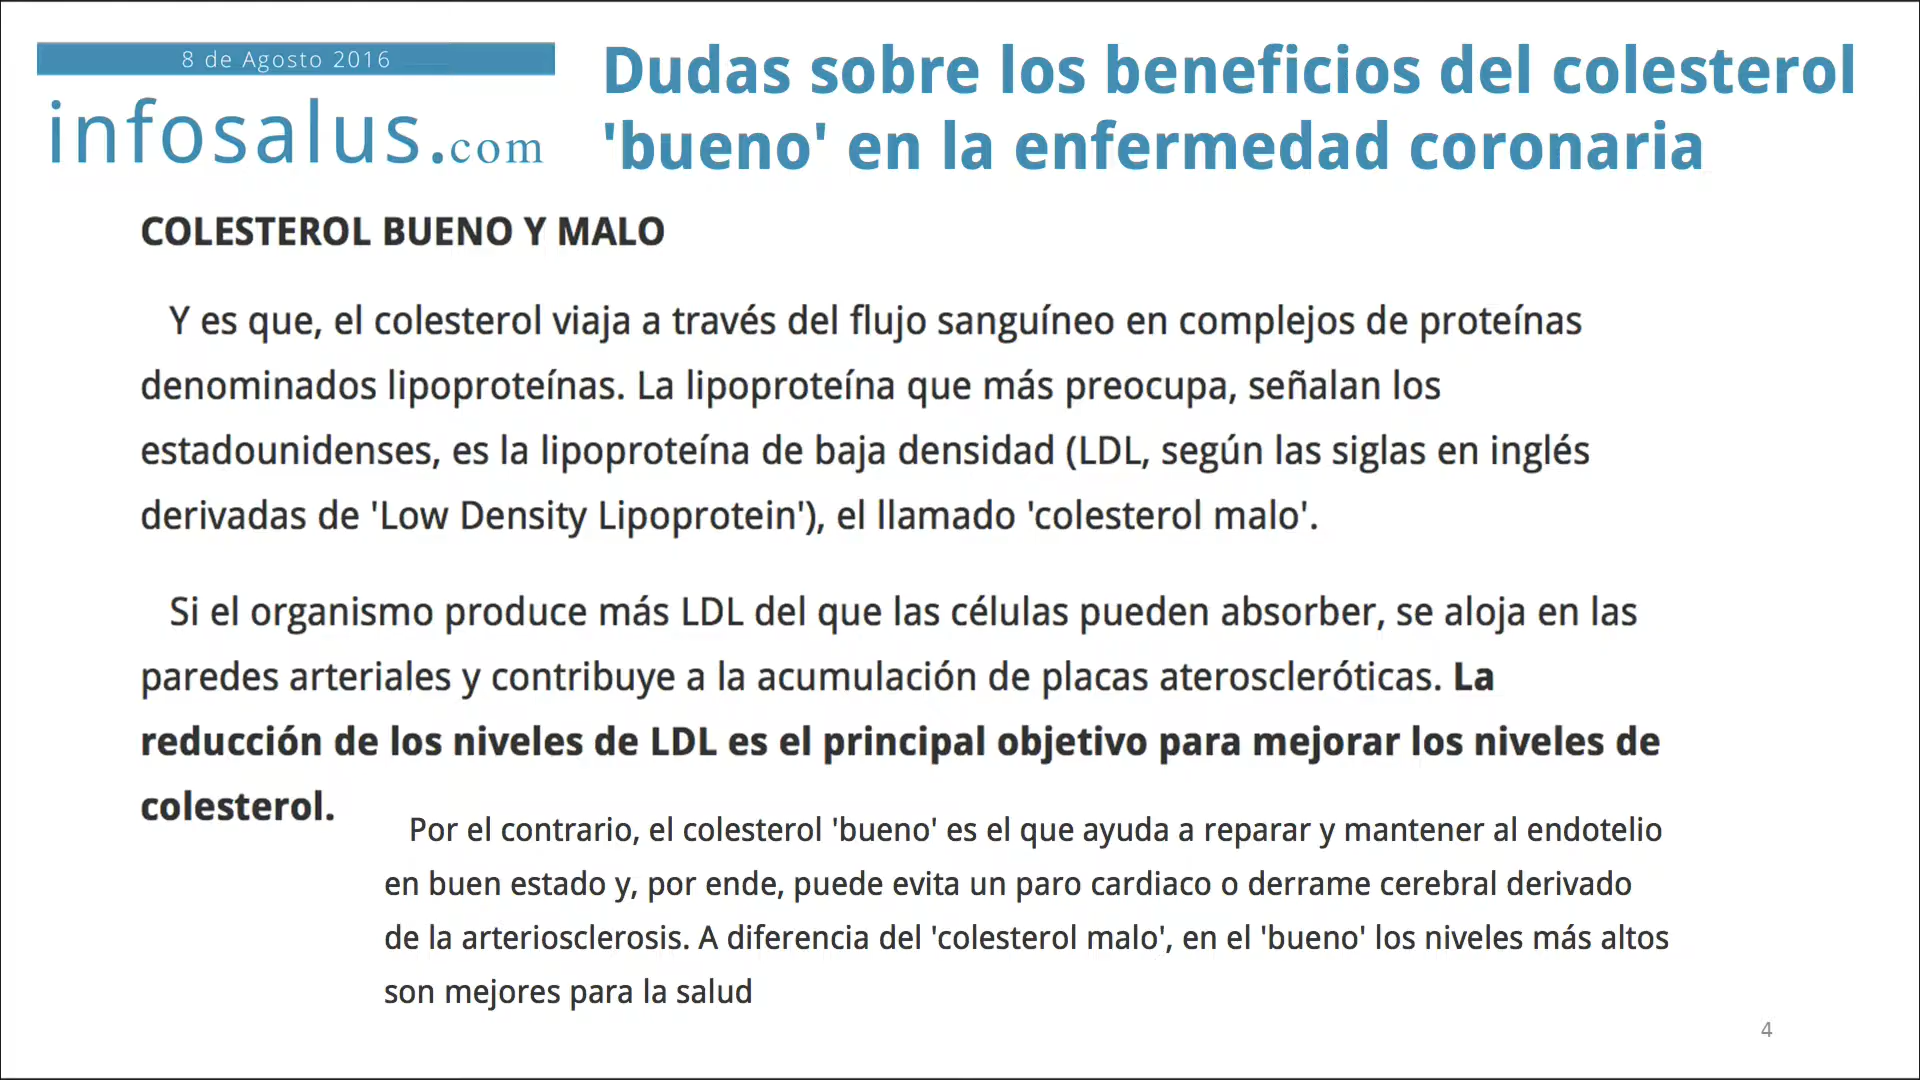 8 de Agosto 2016
infosalus.com
Dudas sobre los beneficios del colesterol
'bueno' en la enfermedad coronaria
COLESTEROL BUENO Y MALO
Y es que, el colesterol viaja a través del flujo sanguíneo en complejos de proteínas
denominados lipoproteínas. La lipoproteína que más preocupa, señalan los
estadounidenses, es la lipoproteína de baja densidad (LDL, según las siglas en inglés
derivadas de 'Low Density Lipoprotein'), el llamado 'colesterol malo'.
Si el organismo produce más LDL del que las células pueden absorber, se aloja en las
paredes arteriales y contribuye a la acumulación de placas ateroscleróticas. La
reducción de los niveles de LDL es el principal objetivo para mejorar los niveles de
colesterol.
Por el contrario, el colesterol 'bueno' es el que ayuda a reparar y mantener al endotelio
en buen estado y, por ende, puede evita un paro cardiaco o derrame cerebral derivado
de la arteriosclerosis. A diferencia del 'colesterol malo', en el 'bueno' los niveles más altos
son mejores para la salud
4